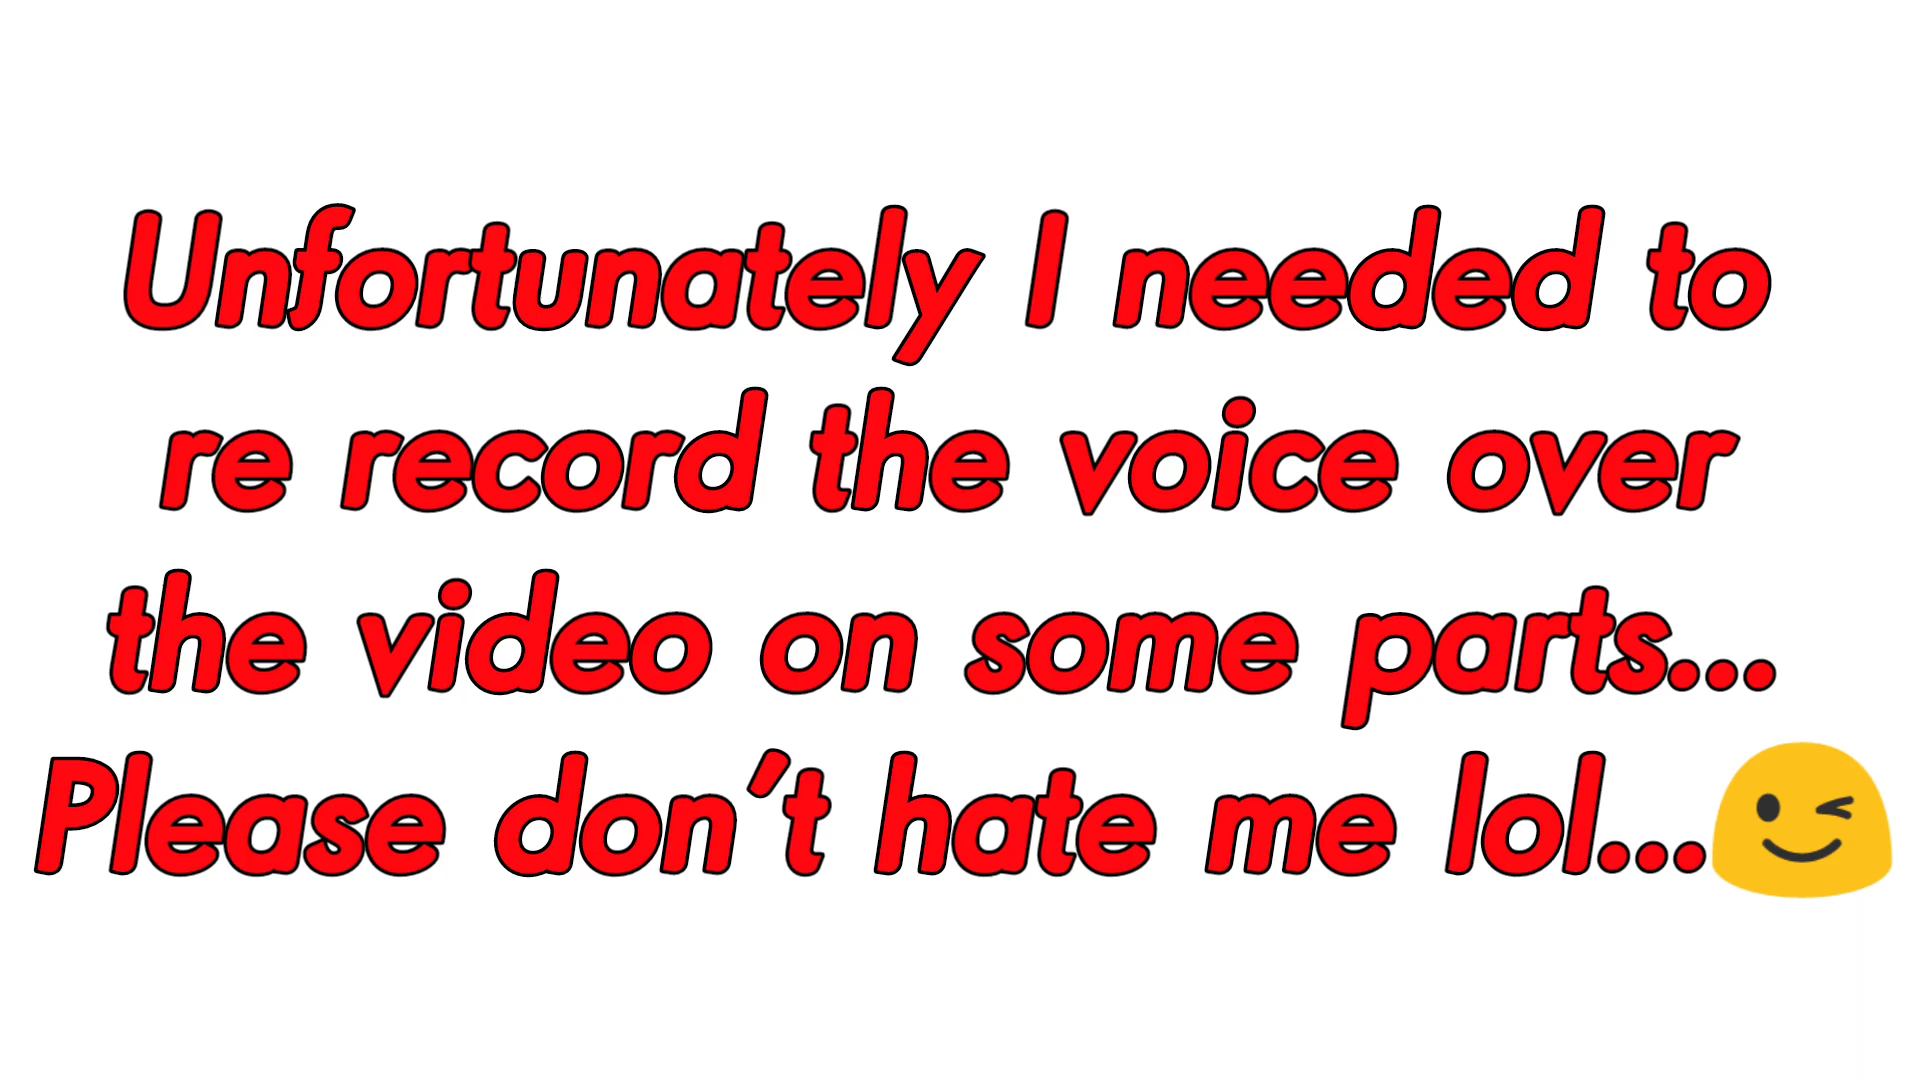 Unfortunately I needed to
re record the voice over
the video on some parts...
Please don't hate me lol...😉